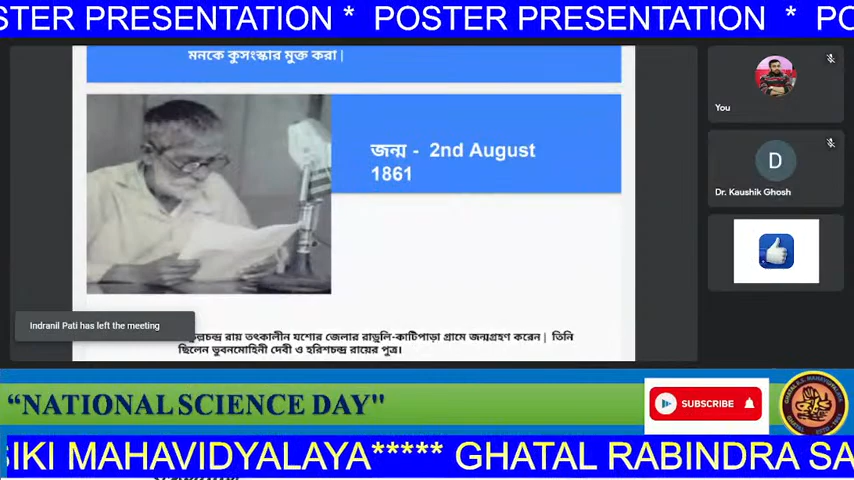 STER PRESENTATION * POSTER PRESENTATION * PO
মনকে কুসংস্কার মুক্ত করা |
You
জন্ম - 2nd August
1861
D
Dr. Kaushik Ghosh
Indranil Pati has left the meeting
চন্দ্র রায় তৎকালীন যশোর জেলার রাড়ুলি-কাটিপাড়া গ্রামে জন্মগ্রহণ করেন | তিনি
ছিলেন ভুবনমোহিনী দেবী ও হরিশচন্দ্র রায়ের পুত্র।
“NATIONAL SCIENCE DAY"
SUBSCRIBE
SIKI MAHAVIDYALAYA***** GHATAL RABINDRA SA